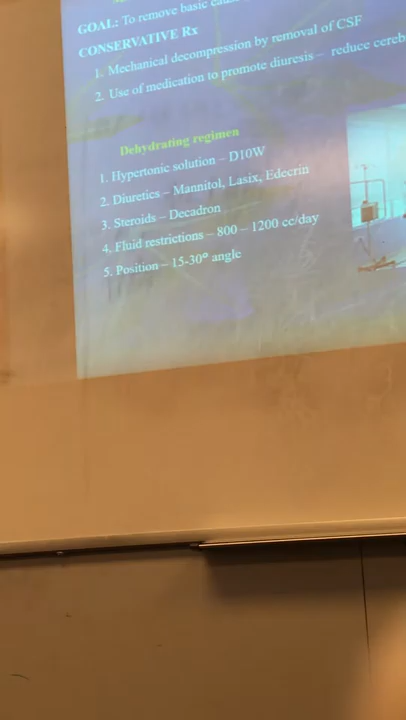 GOAL: To remove basic cause
CONSERVATIVE Rx
1. Mechanical decompression by removal of CSF
2. Use of medication to promote diuresis – reduce cereb
Dehydrating regimen
1. Hypertonic solution – D10W
2. Diuretics – Mannitol, Lasix, Edecrin
3. Steroids – Decadron
4. Fluid restrictions – 800 – 1200 cc/day
5. Position – 15-30° angle